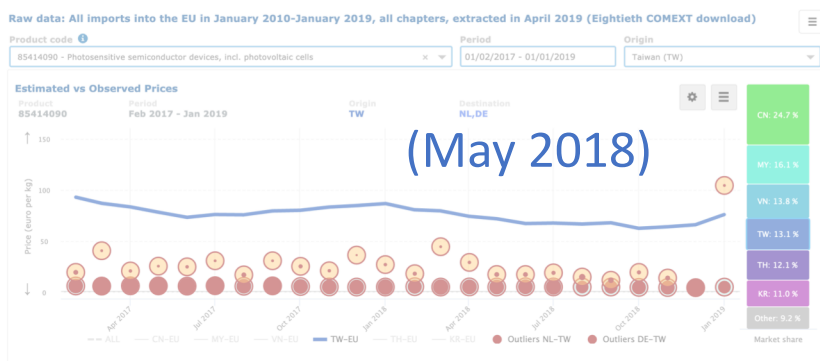 Raw data: All imports into the EU in January 2010-January 2019, all chapters, extracted in April 2019 (Eightieth COMEXT download)
Product code Period Origin
85414090 - Photosensitive semiconductor devices, incl. photovoltaic cells 01/02/2017 - 01/01/2019 Taiwan (TW)
Estimated vs Observed Prices
Product Period Origin Destination
85414090 Feb 2017 - Jan 2019 TW NL,DE
(May 2018)
Price (euro per kg)
150
100
50
0
Apr 2017 Jul 2017 Oct 2017 Jan 2018 Apr 2018 Jul 2018 Oct 2018 Jan 2019
ALL CN-EU MY-EU VN-EU TW-EU TH-EU KR-EU Outliers NL-TW Outliers DE-TW
CN: 24.7 %
MY: 16.1 %
VN: 13.8 %
TW: 13.1 %
TH: 12.1 %
KR: 11.0 %
Other: 9.2 %
Market share